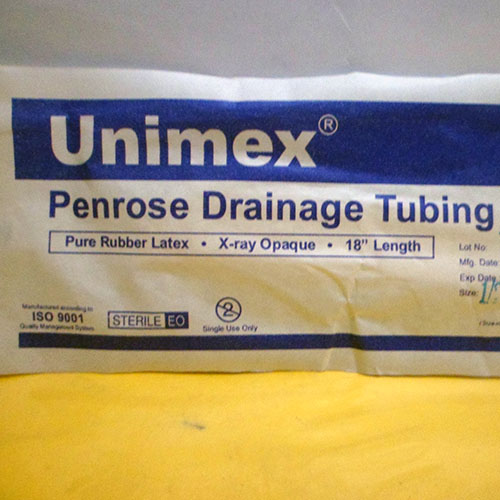 Unimex®
Penrose Drainage Tubing
Pure Rubber Latex • X-ray Opaque • 18” Length
Lot No
Mfg. Date
Exp Date
Size:
Manufactured according to
ISO 9001
Quality Management System
STERILE EO
2
Single Use Only